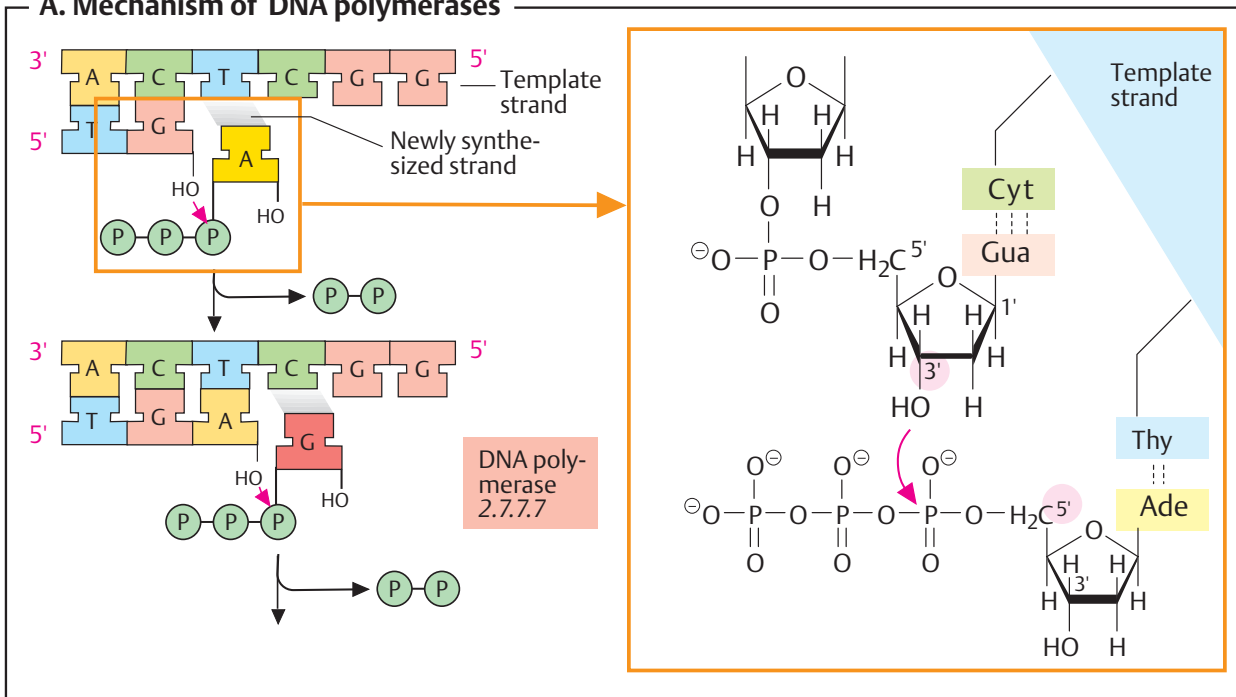 A. Mechanism of DNA polymerases
3'
A
C
T
C
G
G
5'
Template
strand
5'
T
G
A
Newly synthe-
sized strand
HO
HO
P
P
P
P
P
3'
A
C
T
C
G
G
5'
5'
T
G
A
G
HO
HO
P
P
P
P
P
DNA poly-
merase
2.7.7.7
Template
strand
O
H H
H H
O H
⊖O P O H2C 5'
O
Cyt
Gua
O
1'
H H
H H
3'
HO H
Thy
Ade
O⊖ O⊖ O⊖
⊖O P O P O P O H2C 5'
O O O
O
H H
3'
H H
HO H